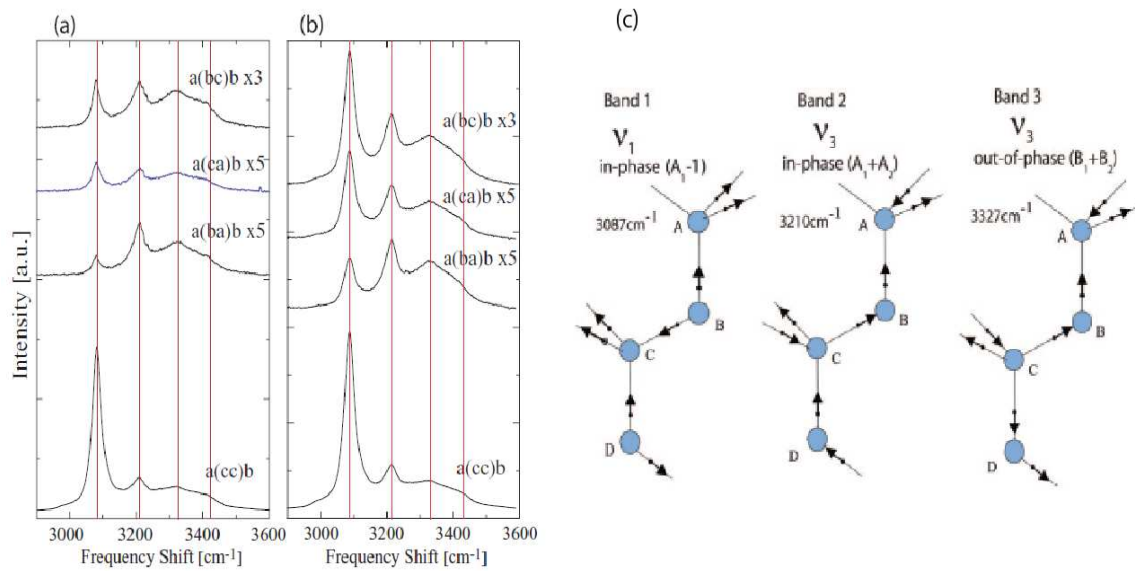 (a)
(b)
(c)
a(bc)b x3
a(ca)b x5
a(ba)b x5
a(cc)b
a(bc)b x3
a(ca)b x5
a(ba)b x5
a(cc)b
Intensity [a.u.]
3000 3200 3400 3600
Frequency Shift [cm⁻¹]
3000 3200 3400 3600
Frequency Shift [cm⁻¹]
Band 1
ν₁
in-phase (A₁-1)
3087cm⁻¹
A
B
C
D
Band 2
ν₃
in-phase (A₁+A₂)
3210cm⁻¹
A
B
C
D
Band 3
ν₃
out-of-phase (B₁+B₂)
3327cm⁻¹
A
B
C
D